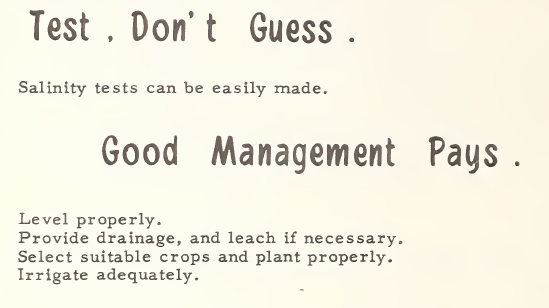 Test, Don't Guess.
Salinity tests can be easily made.
Good Management Pays.
Level properly.
Provide drainage, and leach if necessary.
Select suitable crops and plant properly.
Irrigate adequately.